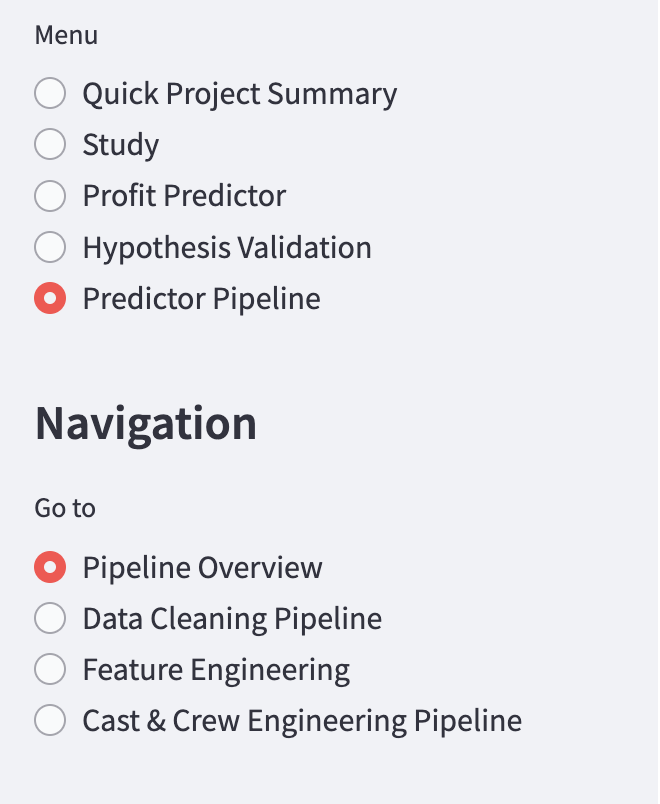 Menu
Quick Project Summary
Study
Profit Predictor
Hypothesis Validation
Predictor Pipeline
Navigation
Go to
Pipeline Overview
Data Cleaning Pipeline
Feature Engineering
Cast & Crew Engineering Pipeline